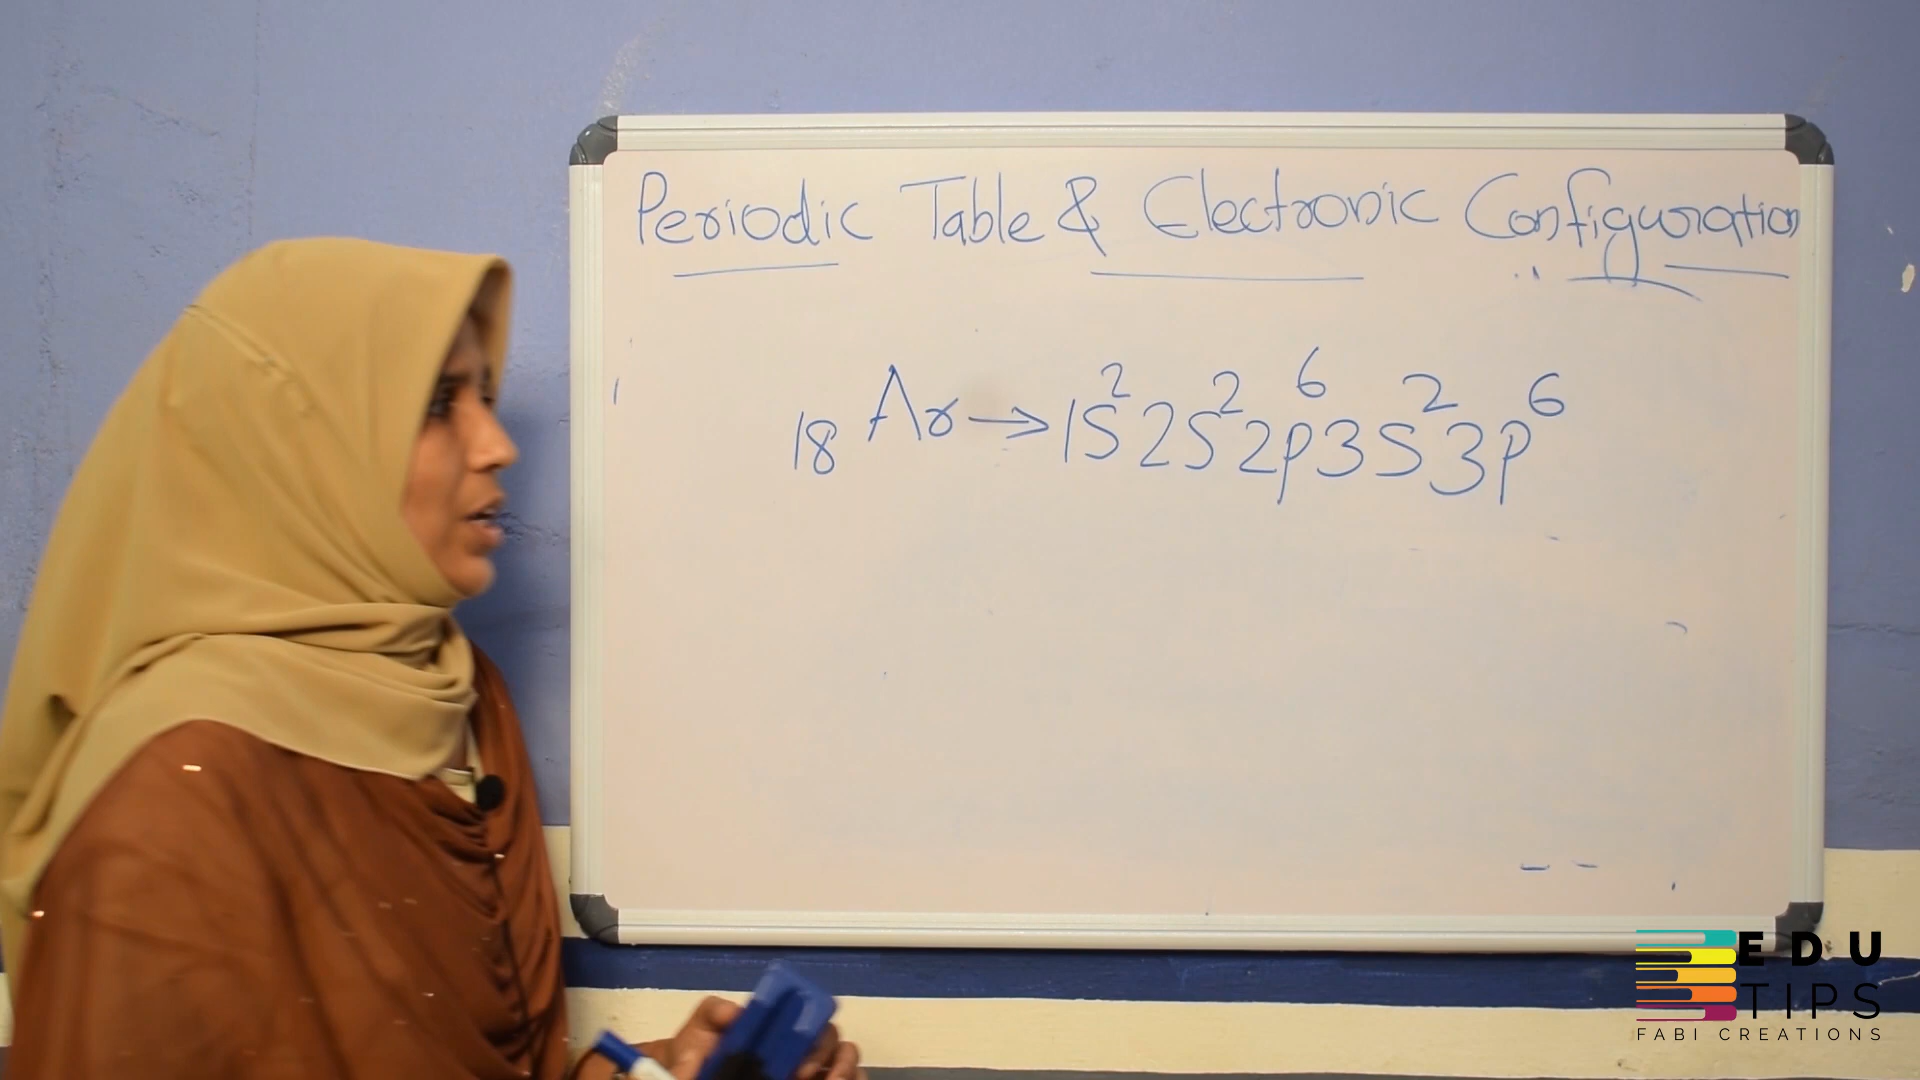 Periodic Table & Electronic Configuration
18 Ar → 1s² 2s² 2p⁶ 3s² 3p⁶
EDU
TIPS
FABI CREATIONS